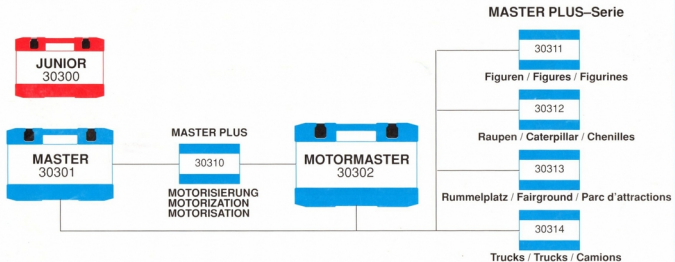 MASTER PLUS–Serie
JUNIOR
30300
30311
Figuren / Figures / Figurines
30312
Raupen / Caterpillar / Chenilles
MASTER
30301
MASTER PLUS
30310
MOTORISIERUNG
MOTORIZATION
MOTORISATION
MOTORMASTER
30302
30313
Rummelplatz / Fairground / Parc d'attractions
30314
Trucks / Trucks / Camions